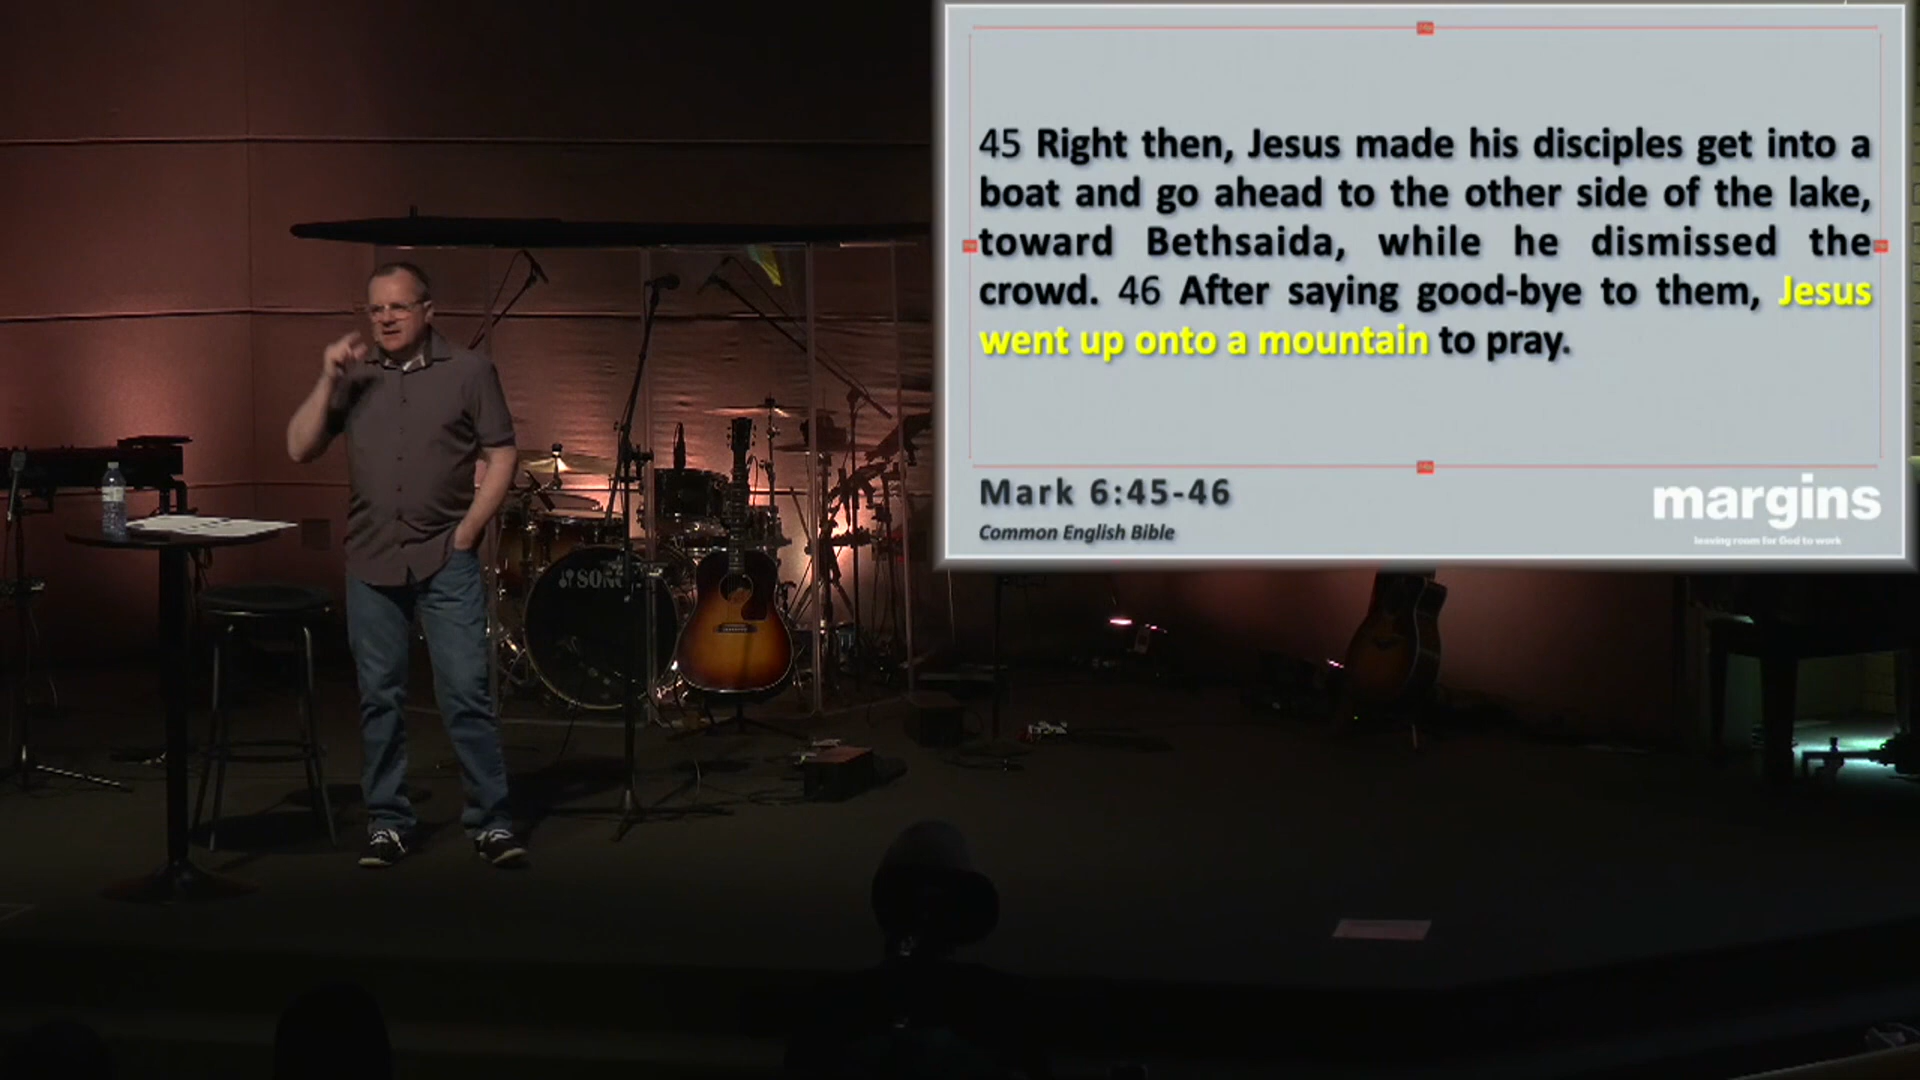 45 Right then, Jesus made his disciples get into a
boat and go ahead to the other side of the lake,
toward Bethsaida, while he dismissed the
crowd. 46 After saying good-bye to them, Jesus
went up onto a mountain to pray.
Mark 6:45-46
Common English Bible
margins
leaving room for God to work